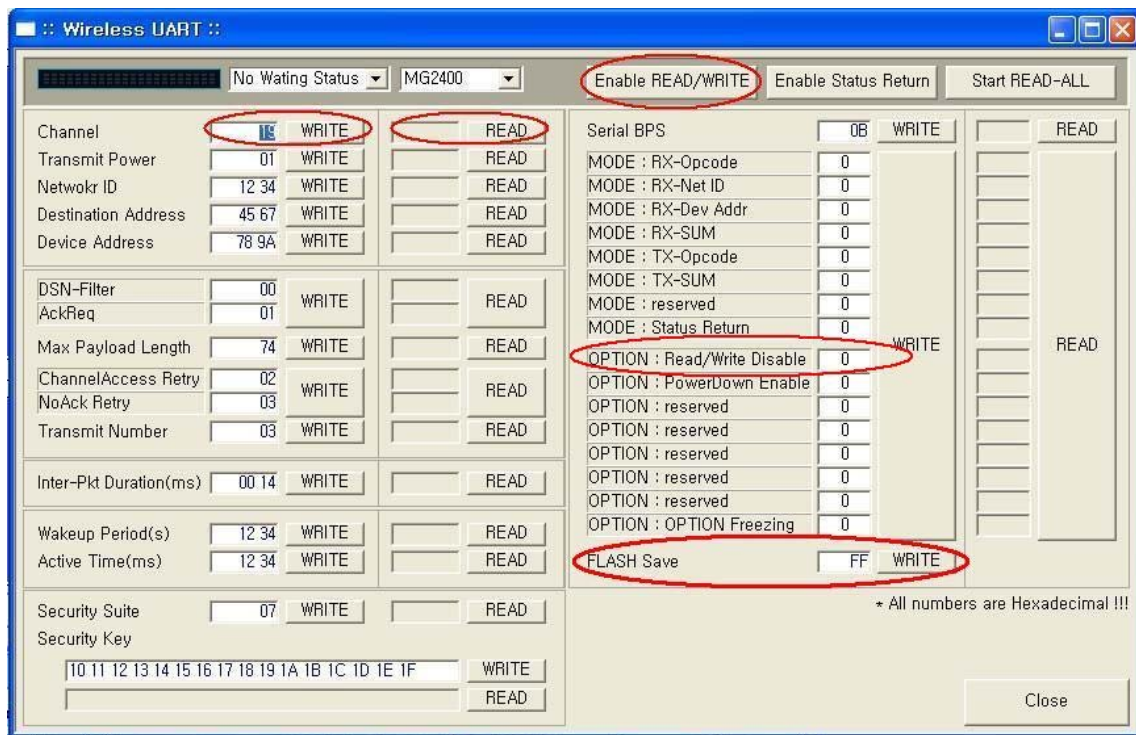 :: Wireless UART ::
No Wating Status MG2400 Enable READ/WRITE Enable Status Return Start READ-ALL
Channel 19 WRITE READ
Transmit Power 01 WRITE READ
Netwokr ID 12 34 WRITE READ
Destination Address 45 67 WRITE READ
Device Address 78 9A WRITE READ
DSN-Filter 00
AckReq 01
WRITE READ
Max Payload Length 74 WRITE READ
ChannelAccess Retry 02
NoAck Retry 03
WRITE READ
Transmit Number 03 WRITE READ
Inter-Pkt Duration(ms) 00 14 WRITE READ
Wakeup Period(s) 12 34 WRITE READ
Active Time(ms) 12 34 WRITE READ
Security Suite 07 WRITE READ
Security Key
10 11 12 13 14 15 16 17 18 19 1A 1B 1C 1D 1E 1F WRITE
READ
Serial BPS 0B WRITE READ
MODE : RX-Opcode 0
MODE : RX-Net ID 0
MODE : RX-Dev Addr 0
MODE : RX-SUM 0
MODE : TX-Opcode 0
MODE : TX-SUM 0
MODE : reserved 0
MODE : Status Return 0
WRITE READ
OPTION : Read/Write Disable 0
OPTION : PowerDown Enable 0
OPTION : reserved 0
OPTION : reserved 0
OPTION : reserved 0
OPTION : reserved 0
OPTION : reserved 0
OPTION : OPTION Freezing 0
FLASH Save FF WRITE
* All numbers are Hexadecimal !!!
Close